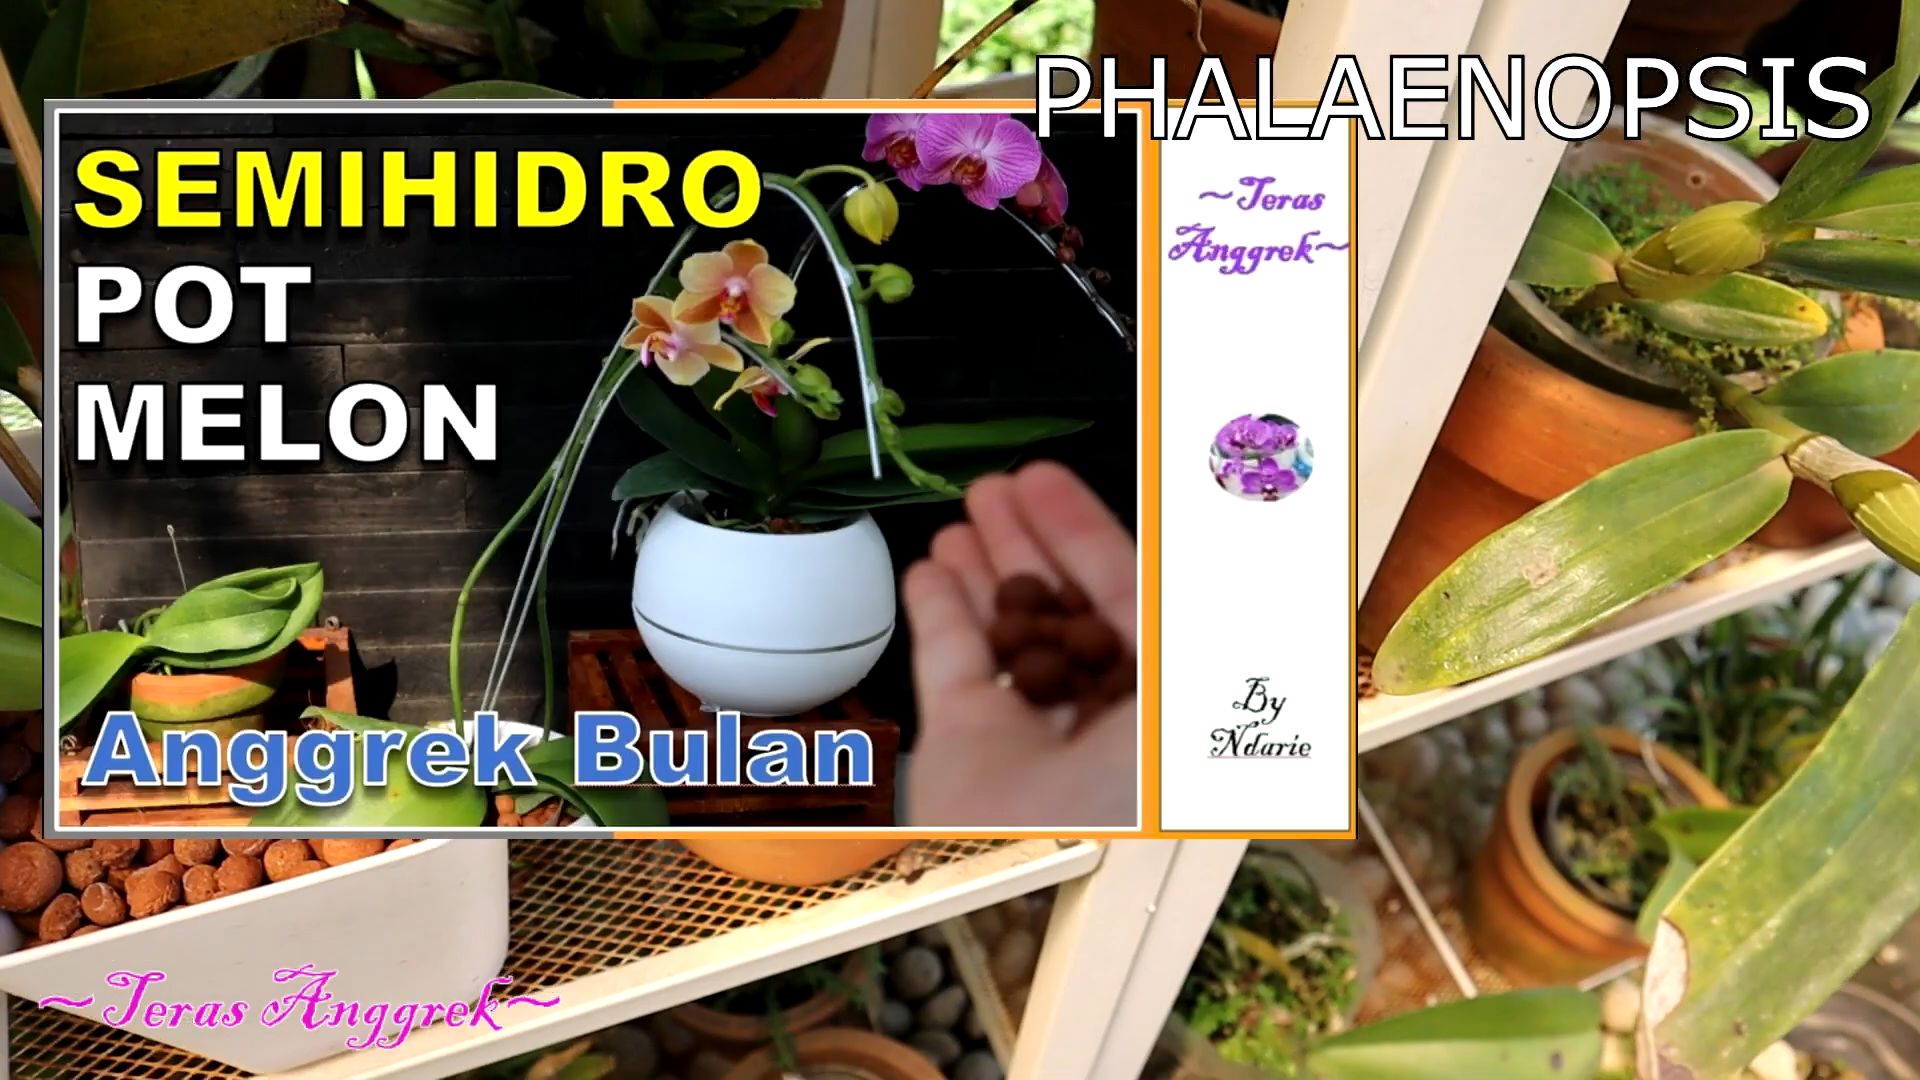 PHALAENOPSIS
SEMIHIDRO
POT
MELON
Anggrek Bulan
~Teras
Anggrek~
By
Ndarie
~Teras Anggrek~